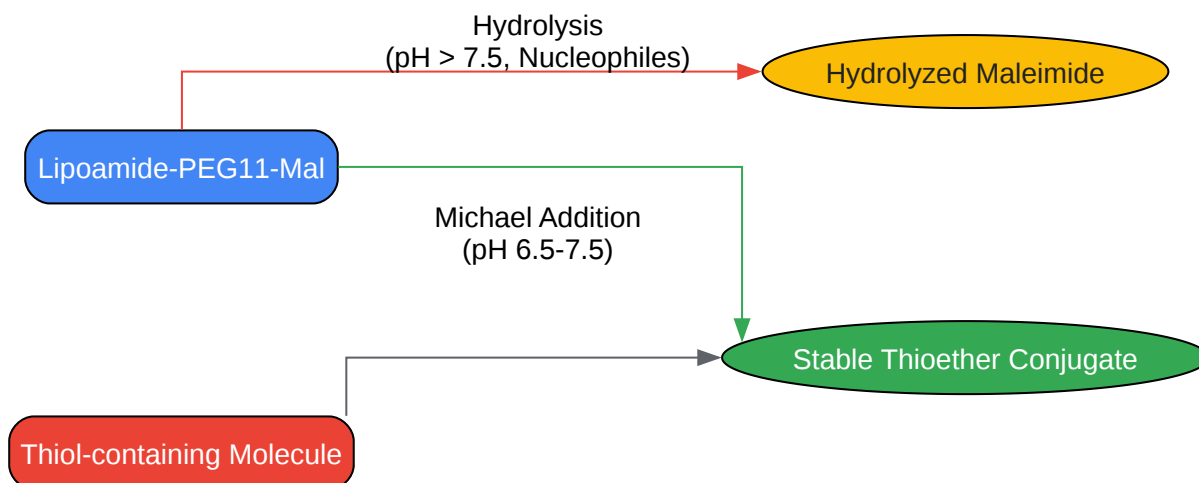 Hydrolysis
(pH > 7.5, Nucleophiles)
Hydrolyzed Maleimide
Lipoamide-PEG11-Mal
Michael Addition
(pH 6.5-7.5)
Stable Thioether Conjugate
Thiol-containing Molecule